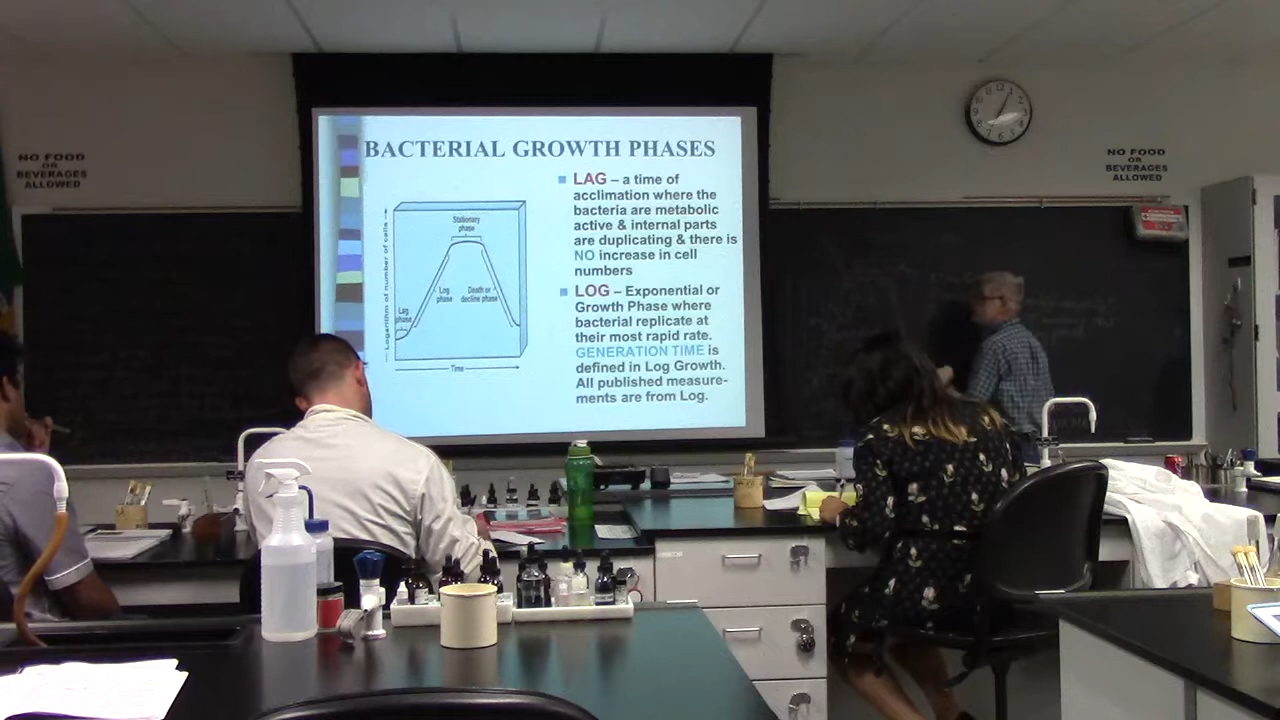 BACTERIAL GROWTH PHASES
LAG – a time of
acclimation where the
bacteria are metabolic
active & internal parts
are duplicating & there is
NO increase in cell
numbers
LOG – Exponential or
Growth Phase where
bacterial replicate at
their most rapid rate.
GENERATION TIME is
defined in Log Growth.
All published measure-
ments are from Log.
Logarithm of number of cells
Stationary
phase
Log
phase
Death or
decline phase
Lag
phase
Time
NO FOOD
OR
BEVERAGES
ALLOWED
NO FOOD
OR
BEVERAGES
ALLOWED